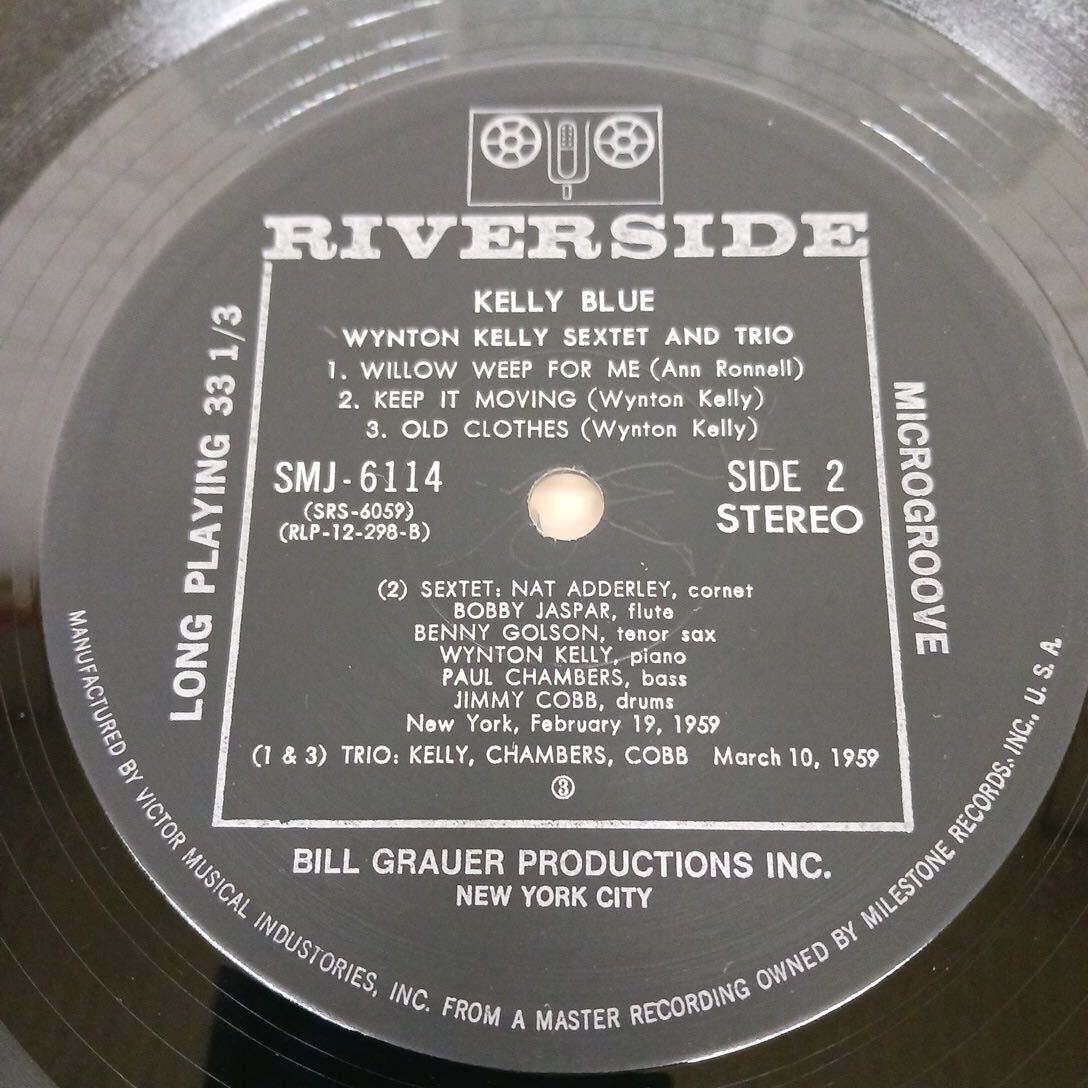 RIVERSIDE
KELLY BLUE
WYNTON KELLY SEXTET AND TRIO
1. WILLOW WEEP FOR ME (Ann Ronnell)
2. KEEP IT MOVING (Wynton Kelly)
3. OLD CLOTHES (Wynton Kelly)
SMJ-6114
(SRS-6059)
(RLP-12-298-B)
SIDE 2
STEREO
LONG PLAYING 33 1/3
MICROGROOVE
(2) SEXTET: NAT ADDERLEY, cornet
BOBBY JASPAR, flute
BENNY GOLSON, tenor sax
WYNTON KELLY, piano
PAUL CHAMBERS, bass
JIMMY COBB, drums
New York, February 19, 1959
(1 & 3) TRIO: KELLY, CHAMBERS, COBB March 10, 1959
③
BILL GRAUER PRODUCTIONS INC.
NEW YORK CITY
MANUFACTURED BY VICTOR MUSICAL INDUSTORIES, INC. FROM A MASTER RECORDING OWNED BY MILESTONE RECORDS., INC., U. S. A.